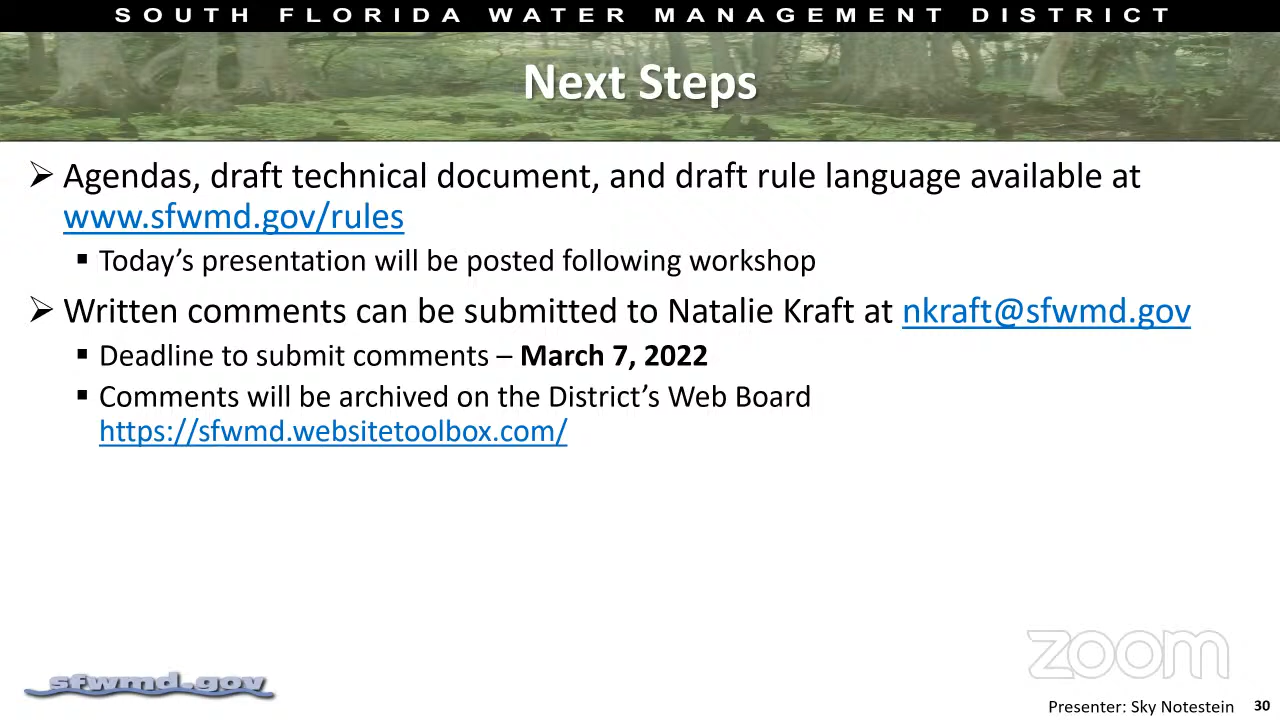 SOUTH FLORIDA WATER MANAGEMENT DISTRICT
Next Steps
➢ Agendas, draft technical document, and draft rule language available at
www.sfwmd.gov/rules
▪ Today’s presentation will be posted following workshop
➢ Written comments can be submitted to Natalie Kraft at nkraft@sfwmd.gov
▪ Deadline to submit comments – March 7, 2022
▪ Comments will be archived on the District’s Web Board
https://sfwmd.websitetoolbox.com/
zoom
sfwmd.gov
Presenter: Sky Notestein 30